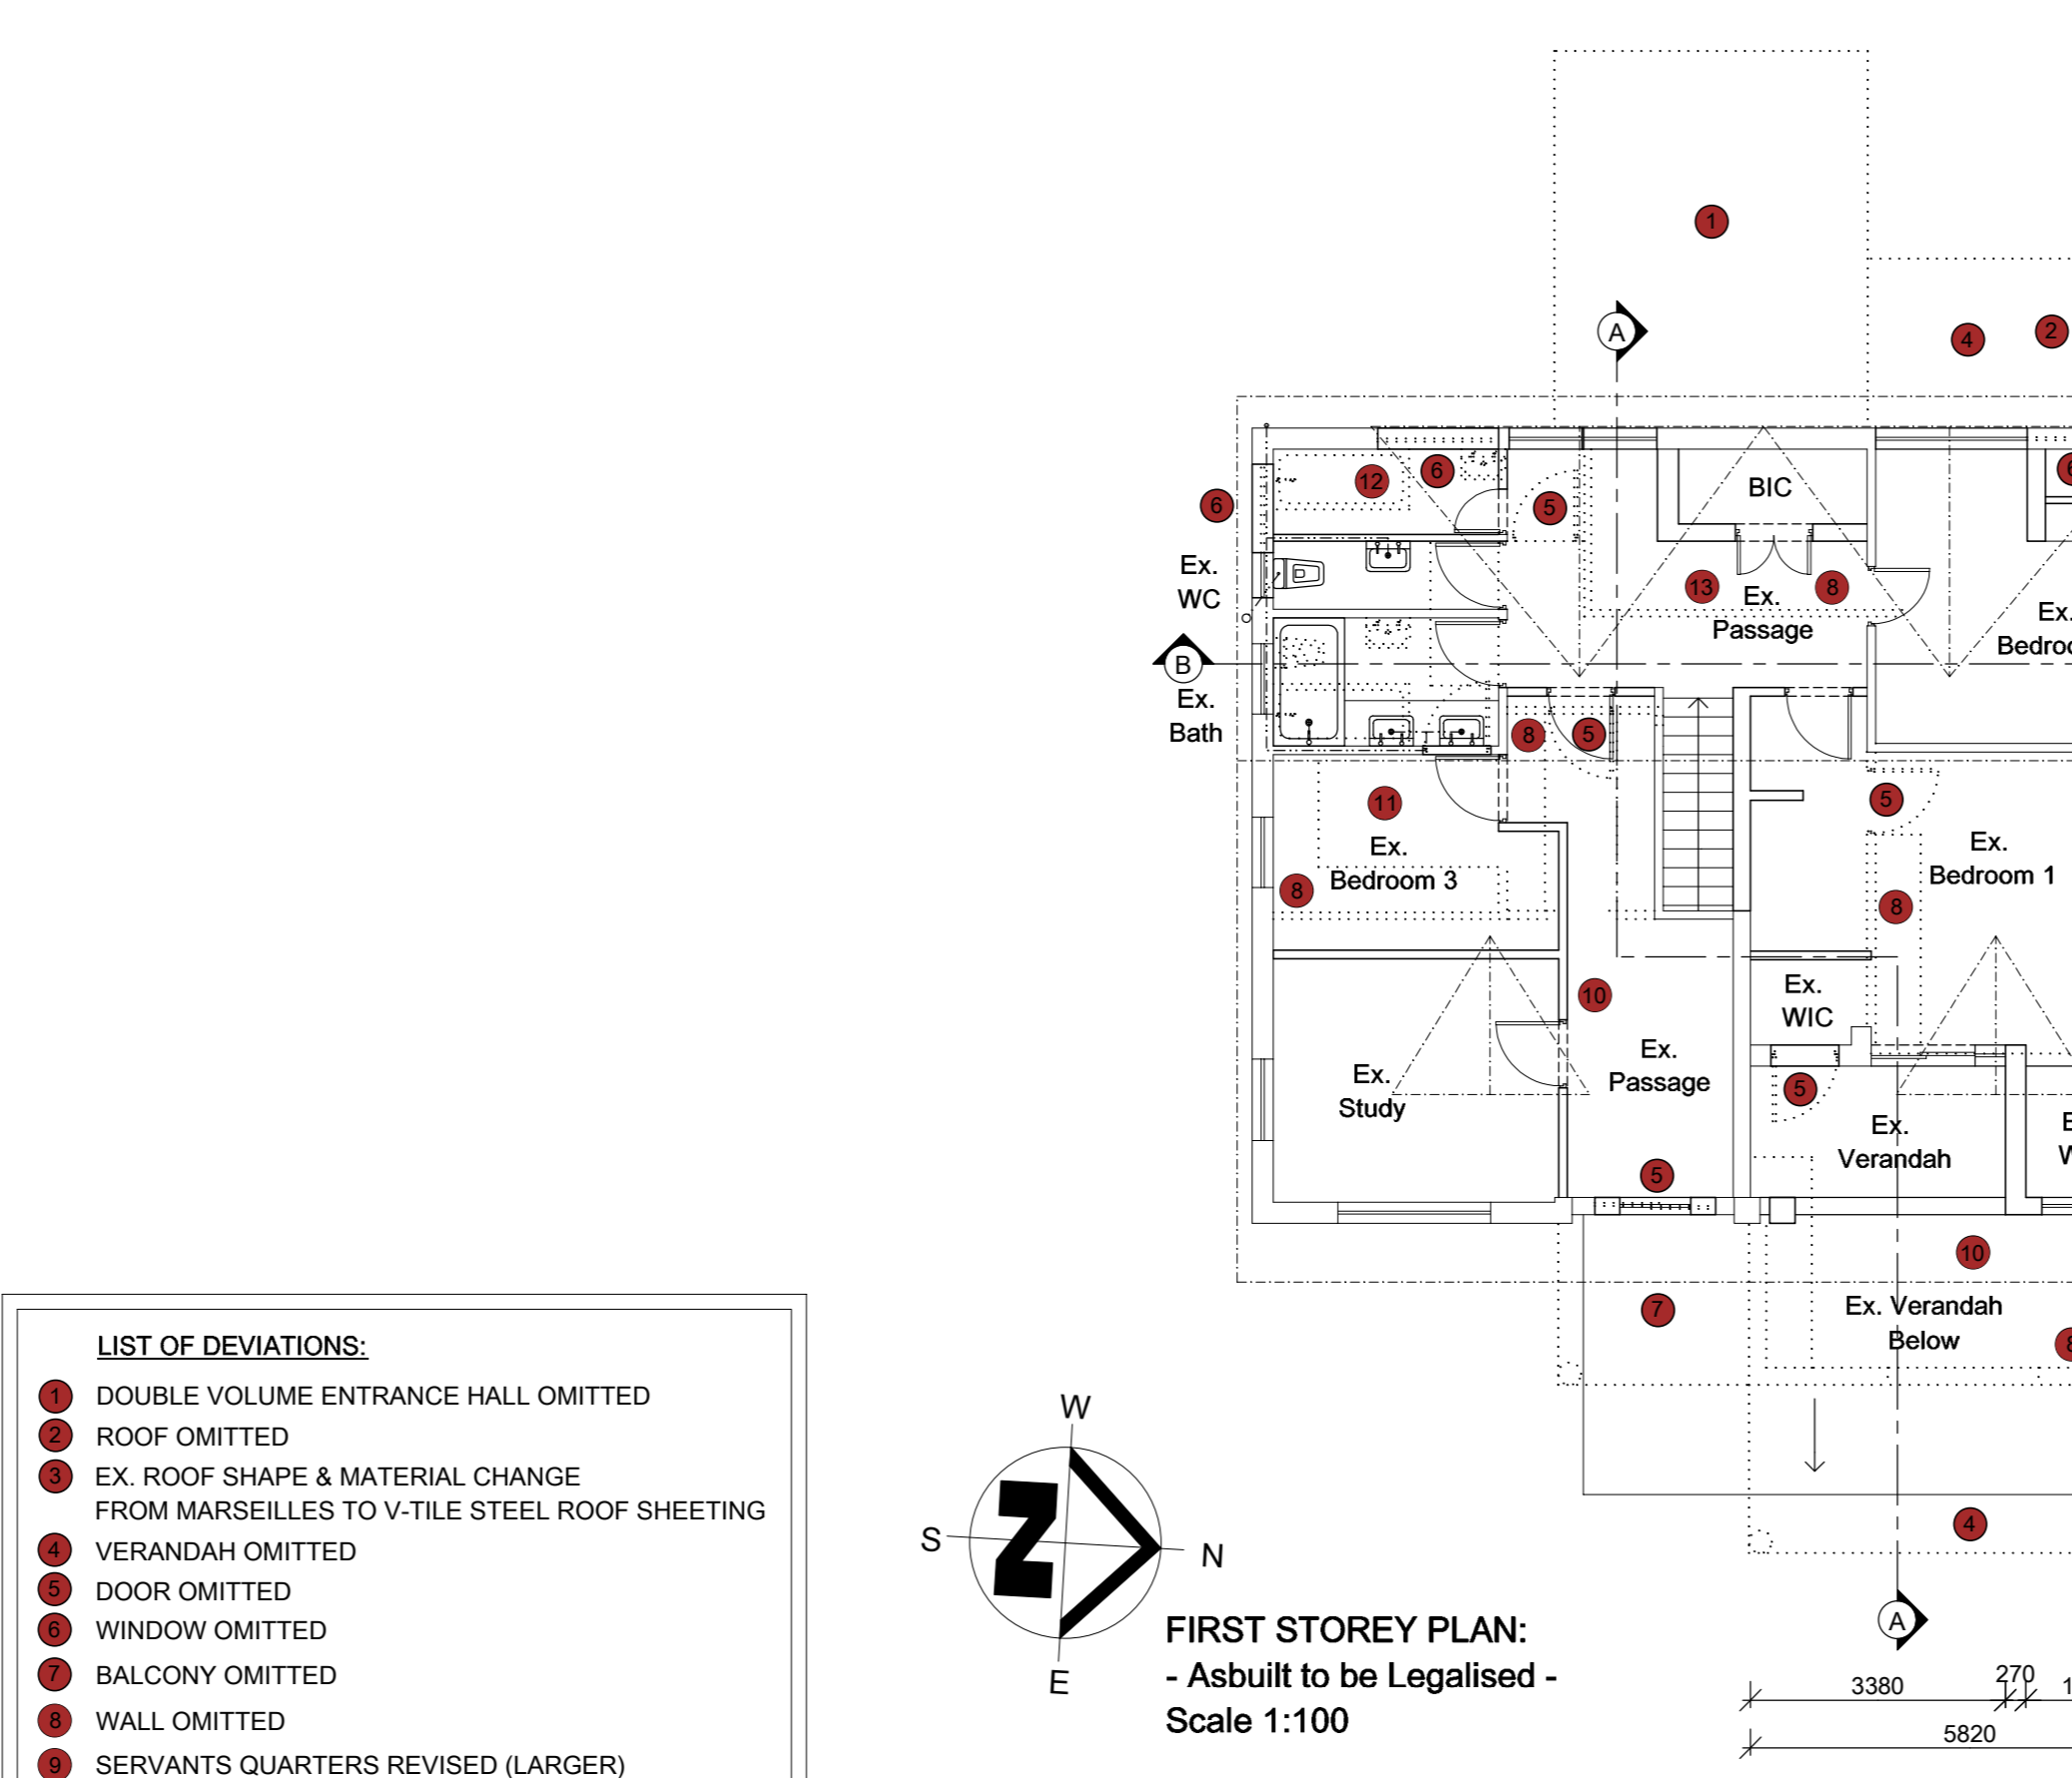 1
4
2
A
6
12
6
5
BIC
Ex.
WC
13
Ex.
8
Passage
Ex.
B
Ex.
Bath
8
5
11
5
Ex.
Bedroom 3
8
Ex.
Bedroom 1
8
10
Ex.
WIC
Ex.
Passage
Ex.
Study
5
Ex.
Verandah
5
10
7
Ex. Verandah
Below
8
4
A
3380
270
5820
W
S
N
E
FIRST STOREY PLAN:
- Asbuilt to be Legalised -
Scale 1:100
LIST OF DEVIATIONS:
1 DOUBLE VOLUME ENTRANCE HALL OMITTED
2 ROOF OMITTED
3 EX. ROOF SHAPE & MATERIAL CHANGE
FROM MARSEILLES TO V-TILE STEEL ROOF SHEETING
4 VERANDAH OMITTED
5 DOOR OMITTED
6 WINDOW OMITTED
7 BALCONY OMITTED
8 WALL OMITTED
9 SERVANTS QUARTERS REVISED (LARGER)